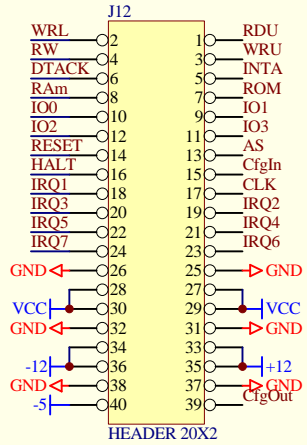 J12
WRL 2 1 RDU
RW 4 3 WRU
DTACK 6 5 INTA
RAm 8 7 ROM
IO0 10 9 IO1
IO2 12 11 IO3
RESET 14 13 AS
HALT 16 15 CfgIn
IRQ1 18 17 CLK
IRQ3 20 19 IRQ2
IRQ5 22 21 IRQ4
IRQ7 24 23 IRQ6
GND 26 25 GND
28 27
VCC 30 29 VCC
GND 32 31 GND
34 33
-12 36 35 +12
GND 38 37 GND
-5 40 39 CfgOut
HEADER 20X2